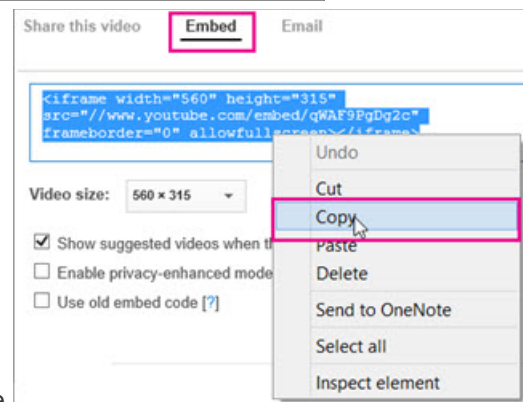 Share this video Embed Email
<iframe width="560" height="315"
src="//www.youtube.com/embed/qWAF9PgDg2c"
frameborder="0" allowfullscreen></iframe>
Undo
Cut
Video size: 560 × 315
Copy
Paste
Show suggested videos when
Delete
Enable privacy-enhanced mode
Use old embed code [?]
Send to OneNote
Select all
Inspect element